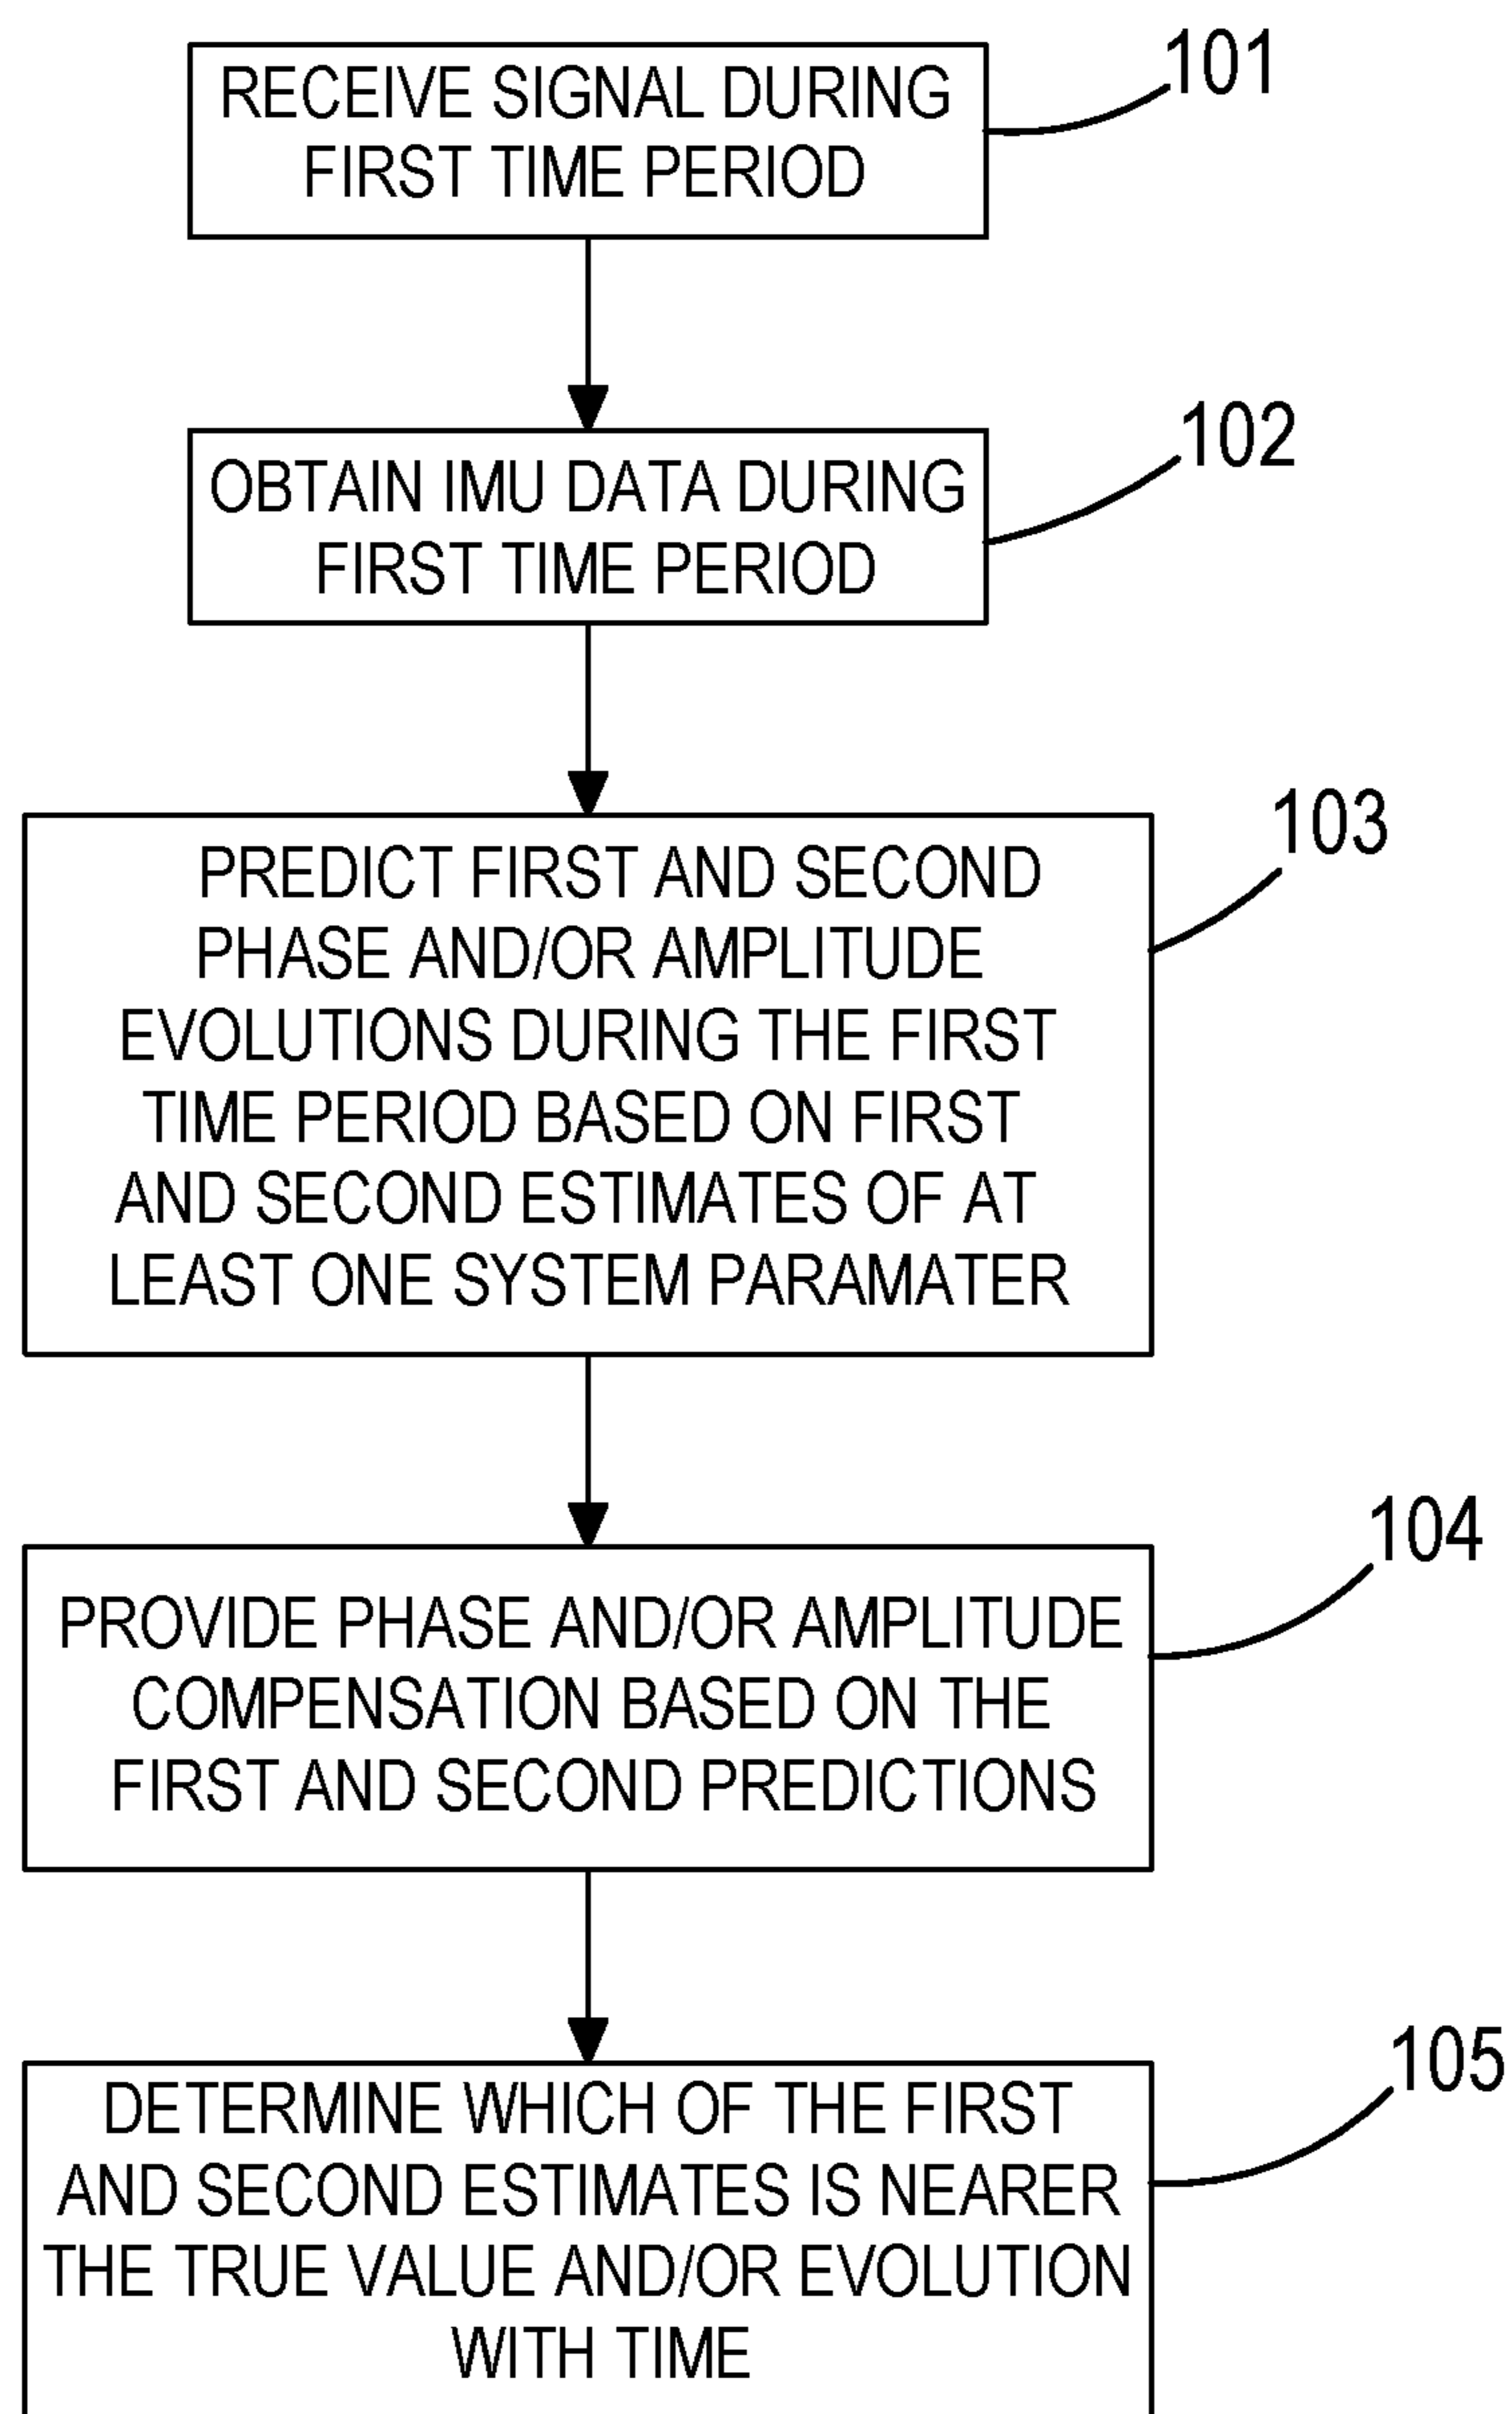 RECEIVE SIGNAL DURING
FIRST TIME PERIOD
101
OBTAIN IMU DATA DURING
FIRST TIME PERIOD
102
PREDICT FIRST AND SECOND
PHASE AND/OR AMPLITUDE
EVOLUTIONS DURING THE FIRST
TIME PERIOD BASED ON FIRST
AND SECOND ESTIMATES OF AT
LEAST ONE SYSTEM PARAMATER
103
PROVIDE PHASE AND/OR AMPLITUDE
COMPENSATION BASED ON THE
FIRST AND SECOND PREDICTIONS
104
DETERMINE WHICH OF THE FIRST
AND SECOND ESTIMATES IS NEARER
THE TRUE VALUE AND/OR EVOLUTION
WITH TIME
105